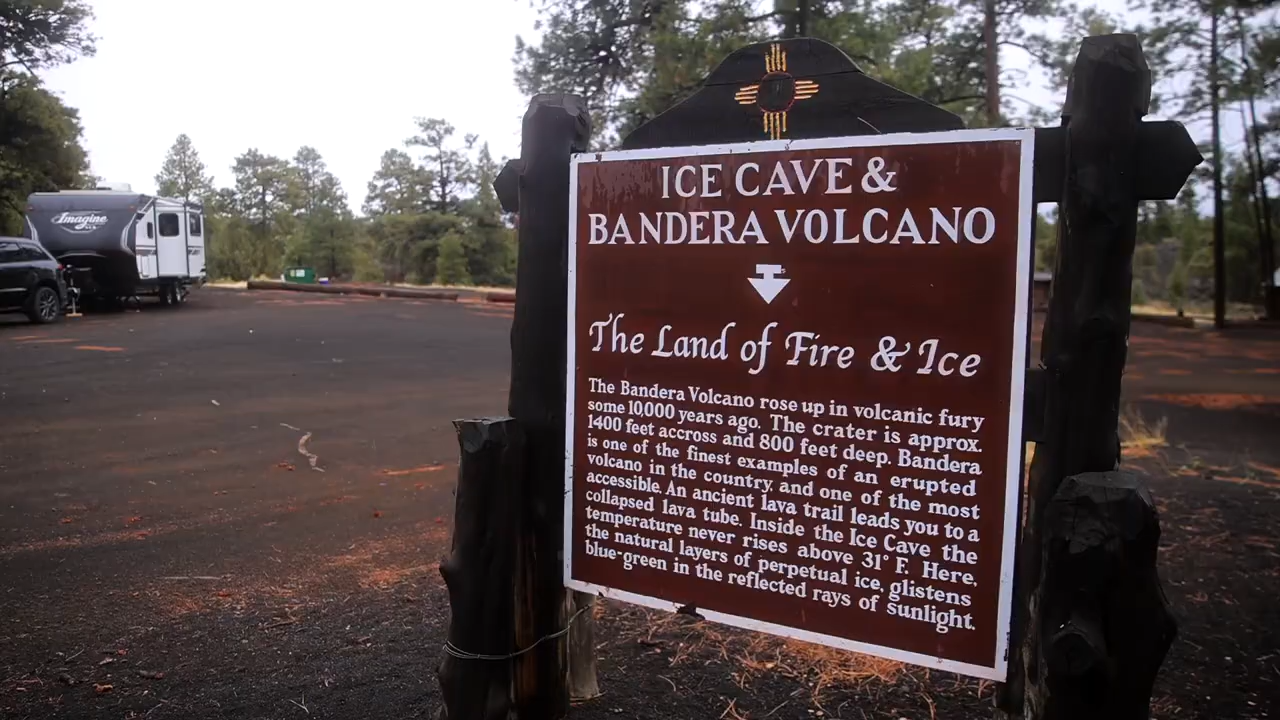 ICE CAVE &
BANDERA VOLCANO
The Land of Fire & Ice
The Bandera Volcano rose up in volcanic fury
some 10,000 years ago. The crater is approx.
1400 feet accross and 800 feet deep. Bandera
is one of the finest examples of an erupted
volcano in the country, and one of the most
accessible. An ancient lava trail leads you to a
collapsed lava tube. Inside the Ice Cave the
temperature never rises above 31° F. Here,
the natural layers of perpetual ice, glistens
blue-green in the reflected rays of sunlight.
Imagine